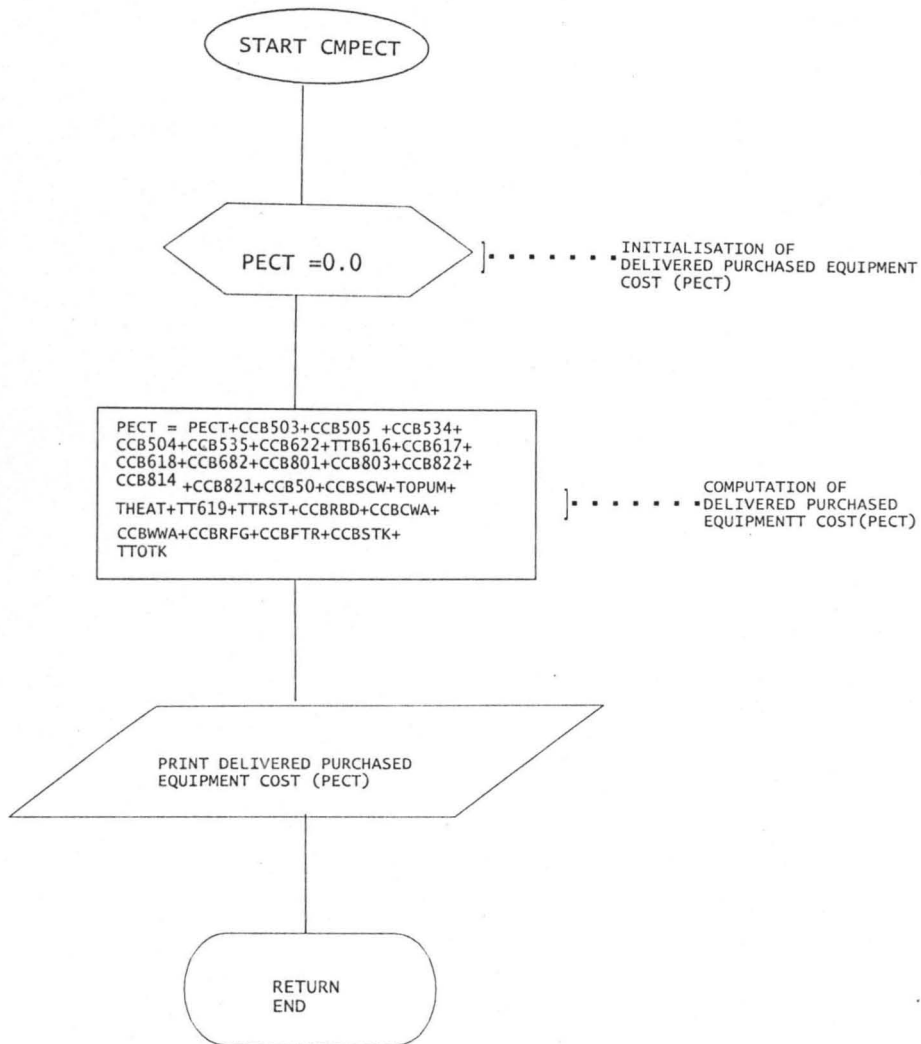 START CMPECT
PECT =0.0
INITIALISATION OF
DELIVERED PURCHASED EQUIPMENT
COST (PECT)
PECT = PECT+CCB503+CCB505 +CCB534+
CCB504+CCB535+CCB622+TTB616+CCB617+
CCB618+CCB682+CCB801+CCB803+CCB822+
CCB814 +CCB821+CCB50+CCBSCW+TOPUM+
THEAT+TT619+TTRST+CCBRBD+CCBCWA+
CCBWWA+CCBRFG+CCBFTR+CCBSTK+
TTOTK
COMPUTATION OF
DELIVERED PURCHASED
EQUIPMENTT COST(PECT)
PRINT DELIVERED PURCHASED
EQUIPMENT COST (PECT)
RETURN
END